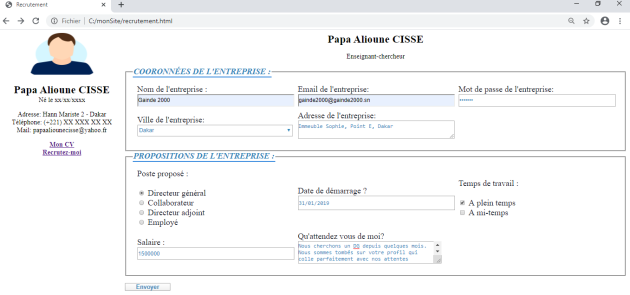 Recrutement
Fichier | C:/monSite/recrutement.html
Papa Alioune CISSE
Né le xx/xx/xxxx
Adresse: Hann Mariste 2 - Dakar
Téléphone: (+221) XX XXX XX XX
Mail: papaaliounecisse@yahoo.fr
Mon CV
Recrutez-moi
Papa Alioune CISSE
Enseignant-chercheur
COORONNÉES DE L'ENTREPRISE :
Nom de l'entreprise :
Gainde 2000
Email de l'entreprise:
gainde2000@gainde2000.sn
Mot de passe de l'entreprise:
•••••••
Ville de l'entreprise:
Dakar
Adresse de l'entreprise:
Immeuble Sophie, Point E, Dakar
PROPOSITIONS DE L'ENTREPRISE :
Poste proposé :
Directeur général
Collaborateur
Directeur adjoint
Employé
Date de démarrage ?
31/01/2019
Temps de travail :
A plein temps
A mi-temps
Salaire :
1500000
Qu'attendez vous de moi?
Nous cherchons un DG depuis quelques mois.
Nous sommes tombés sur votre profil qui
colle parfaitement avec vos attentes
Envoyer